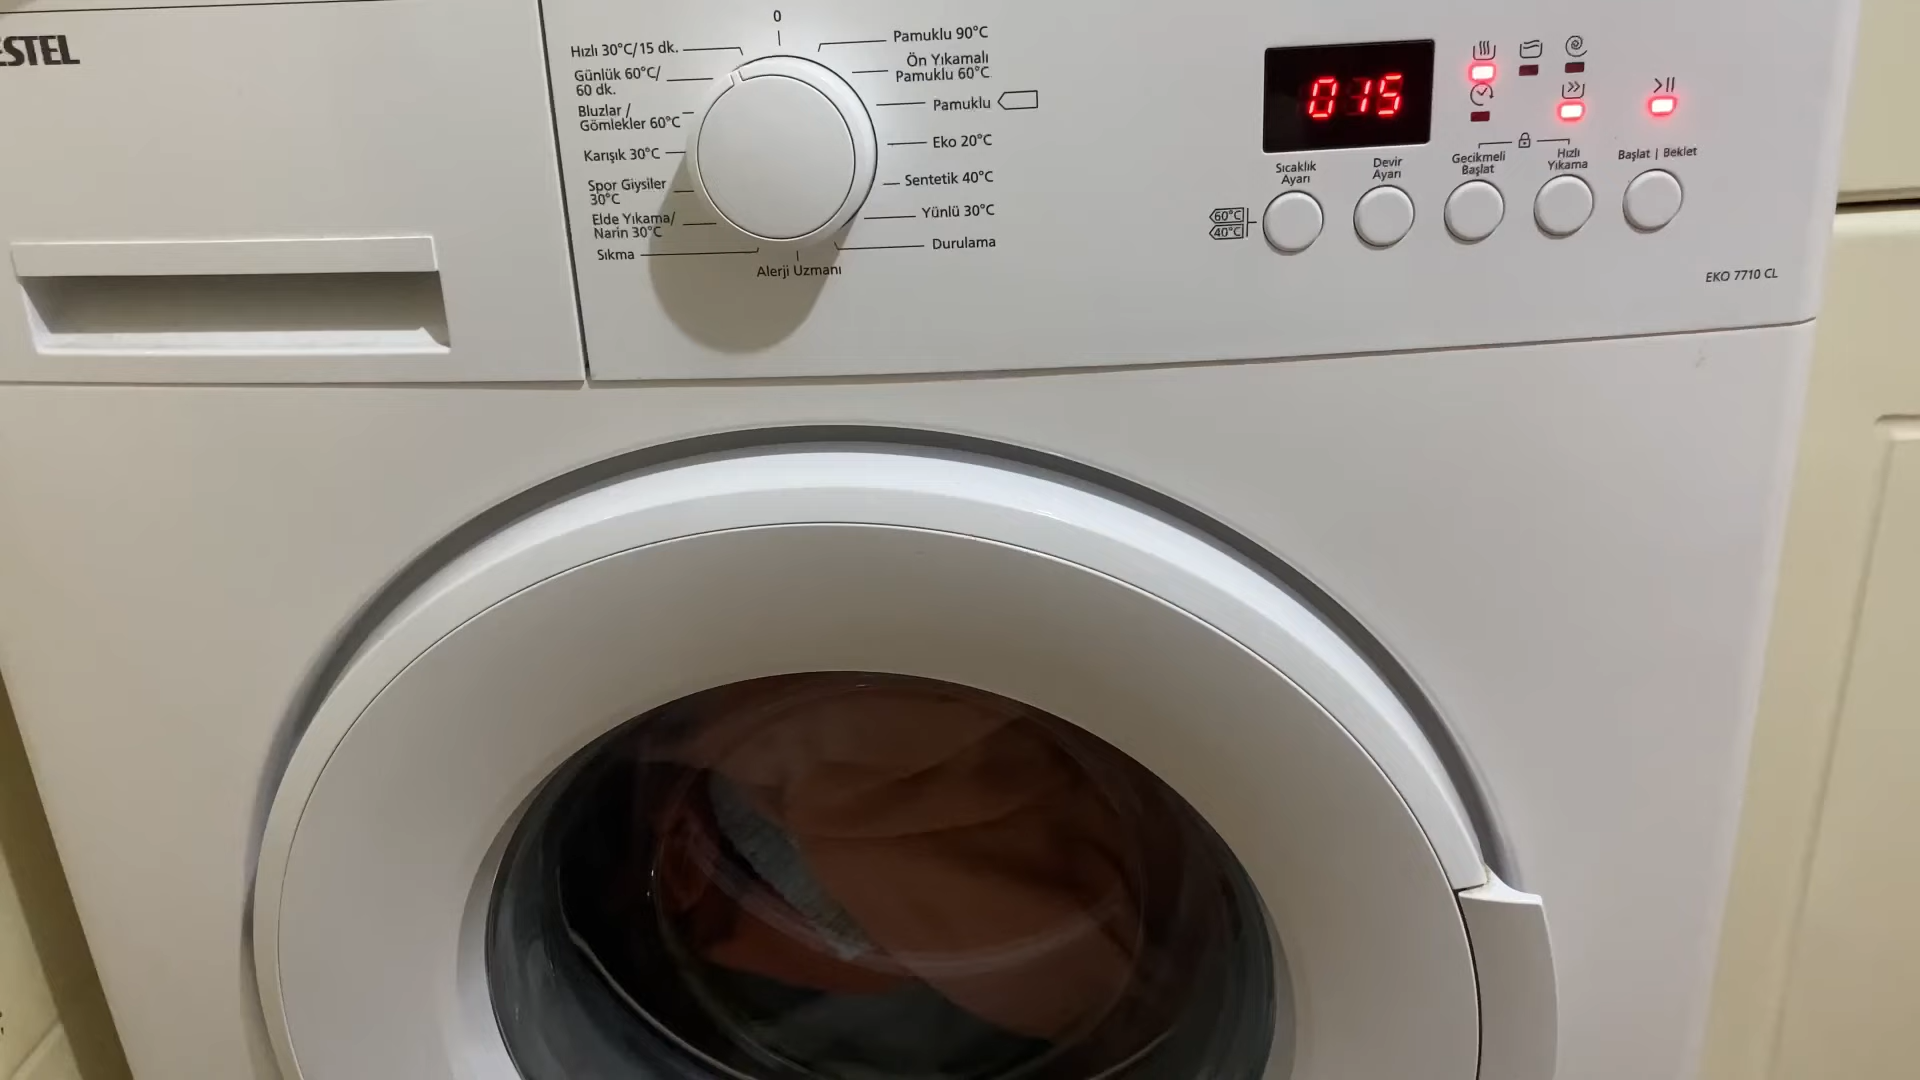 ESTEL
0
Hızlı 30°C/15 dk.
Günlük 60°C/
60 dk.
Bluzlar /
Gömlekler 60°C
Karışık 30°C
Spor Giysiler
30°C
Elde Yıkama/
Narin 30°C
Sıkma
Alerji Uzmanı
Pamuklu 90°C
Ön Yıkamalı
Pamuklu 60°C
Pamuklu
Eko 20°C
Sentetik 40°C
Yünlü 30°C
Durulama
015
Sıcaklık
Ayarı
Devir
Ayarı
Gecikmeli
Başlat
Hızlı
Yıkama
Başlat | Beklet
60°C
40°C
EKO 7710 CL